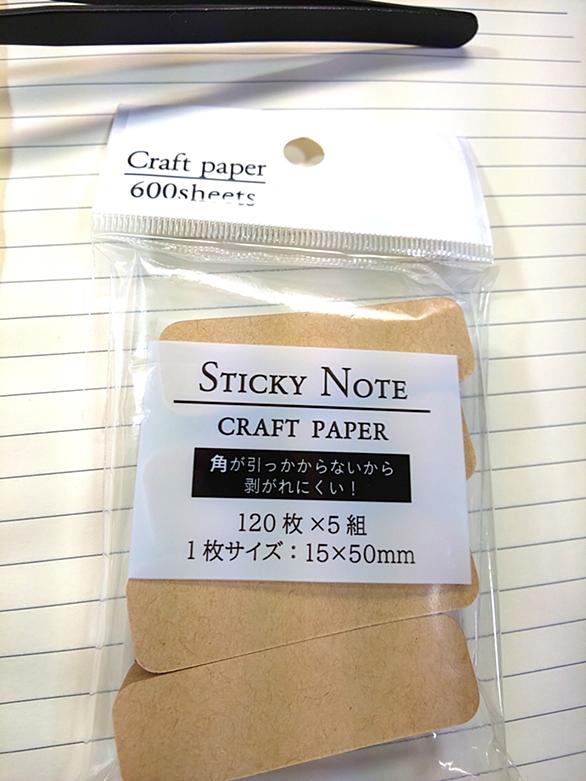 Craft paper
600sheets
STICKY NOTE
CRAFT PAPER
角が引っかからないから
剥がれにくい！
120枚×5組
1枚サイズ：15×50mm